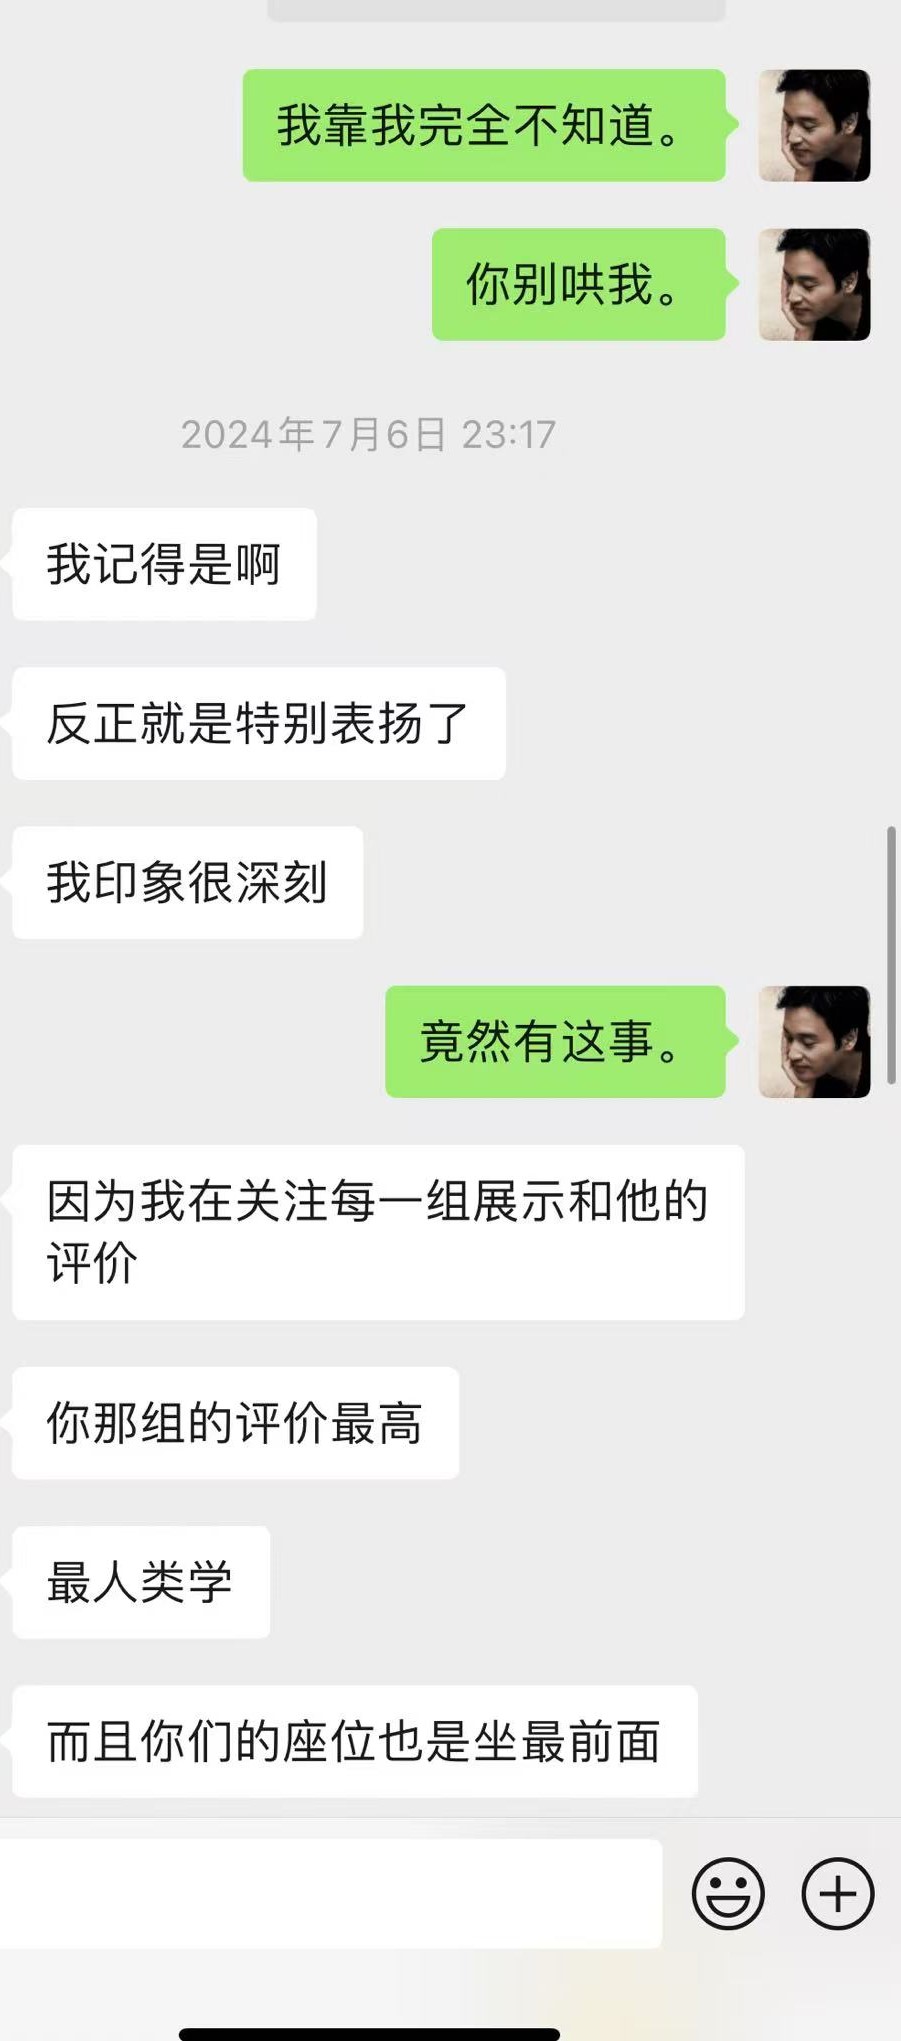 我靠我完全不知道。
你别哄我。
2024年7月6日 23:17
我记得是啊
反正就是特别表扬了
我印象很深刻
竟然有这事。
因为我在关注每一组展示和他的
评价
你那组的评价最高
最人类学
而且你们的座位也是坐最前面